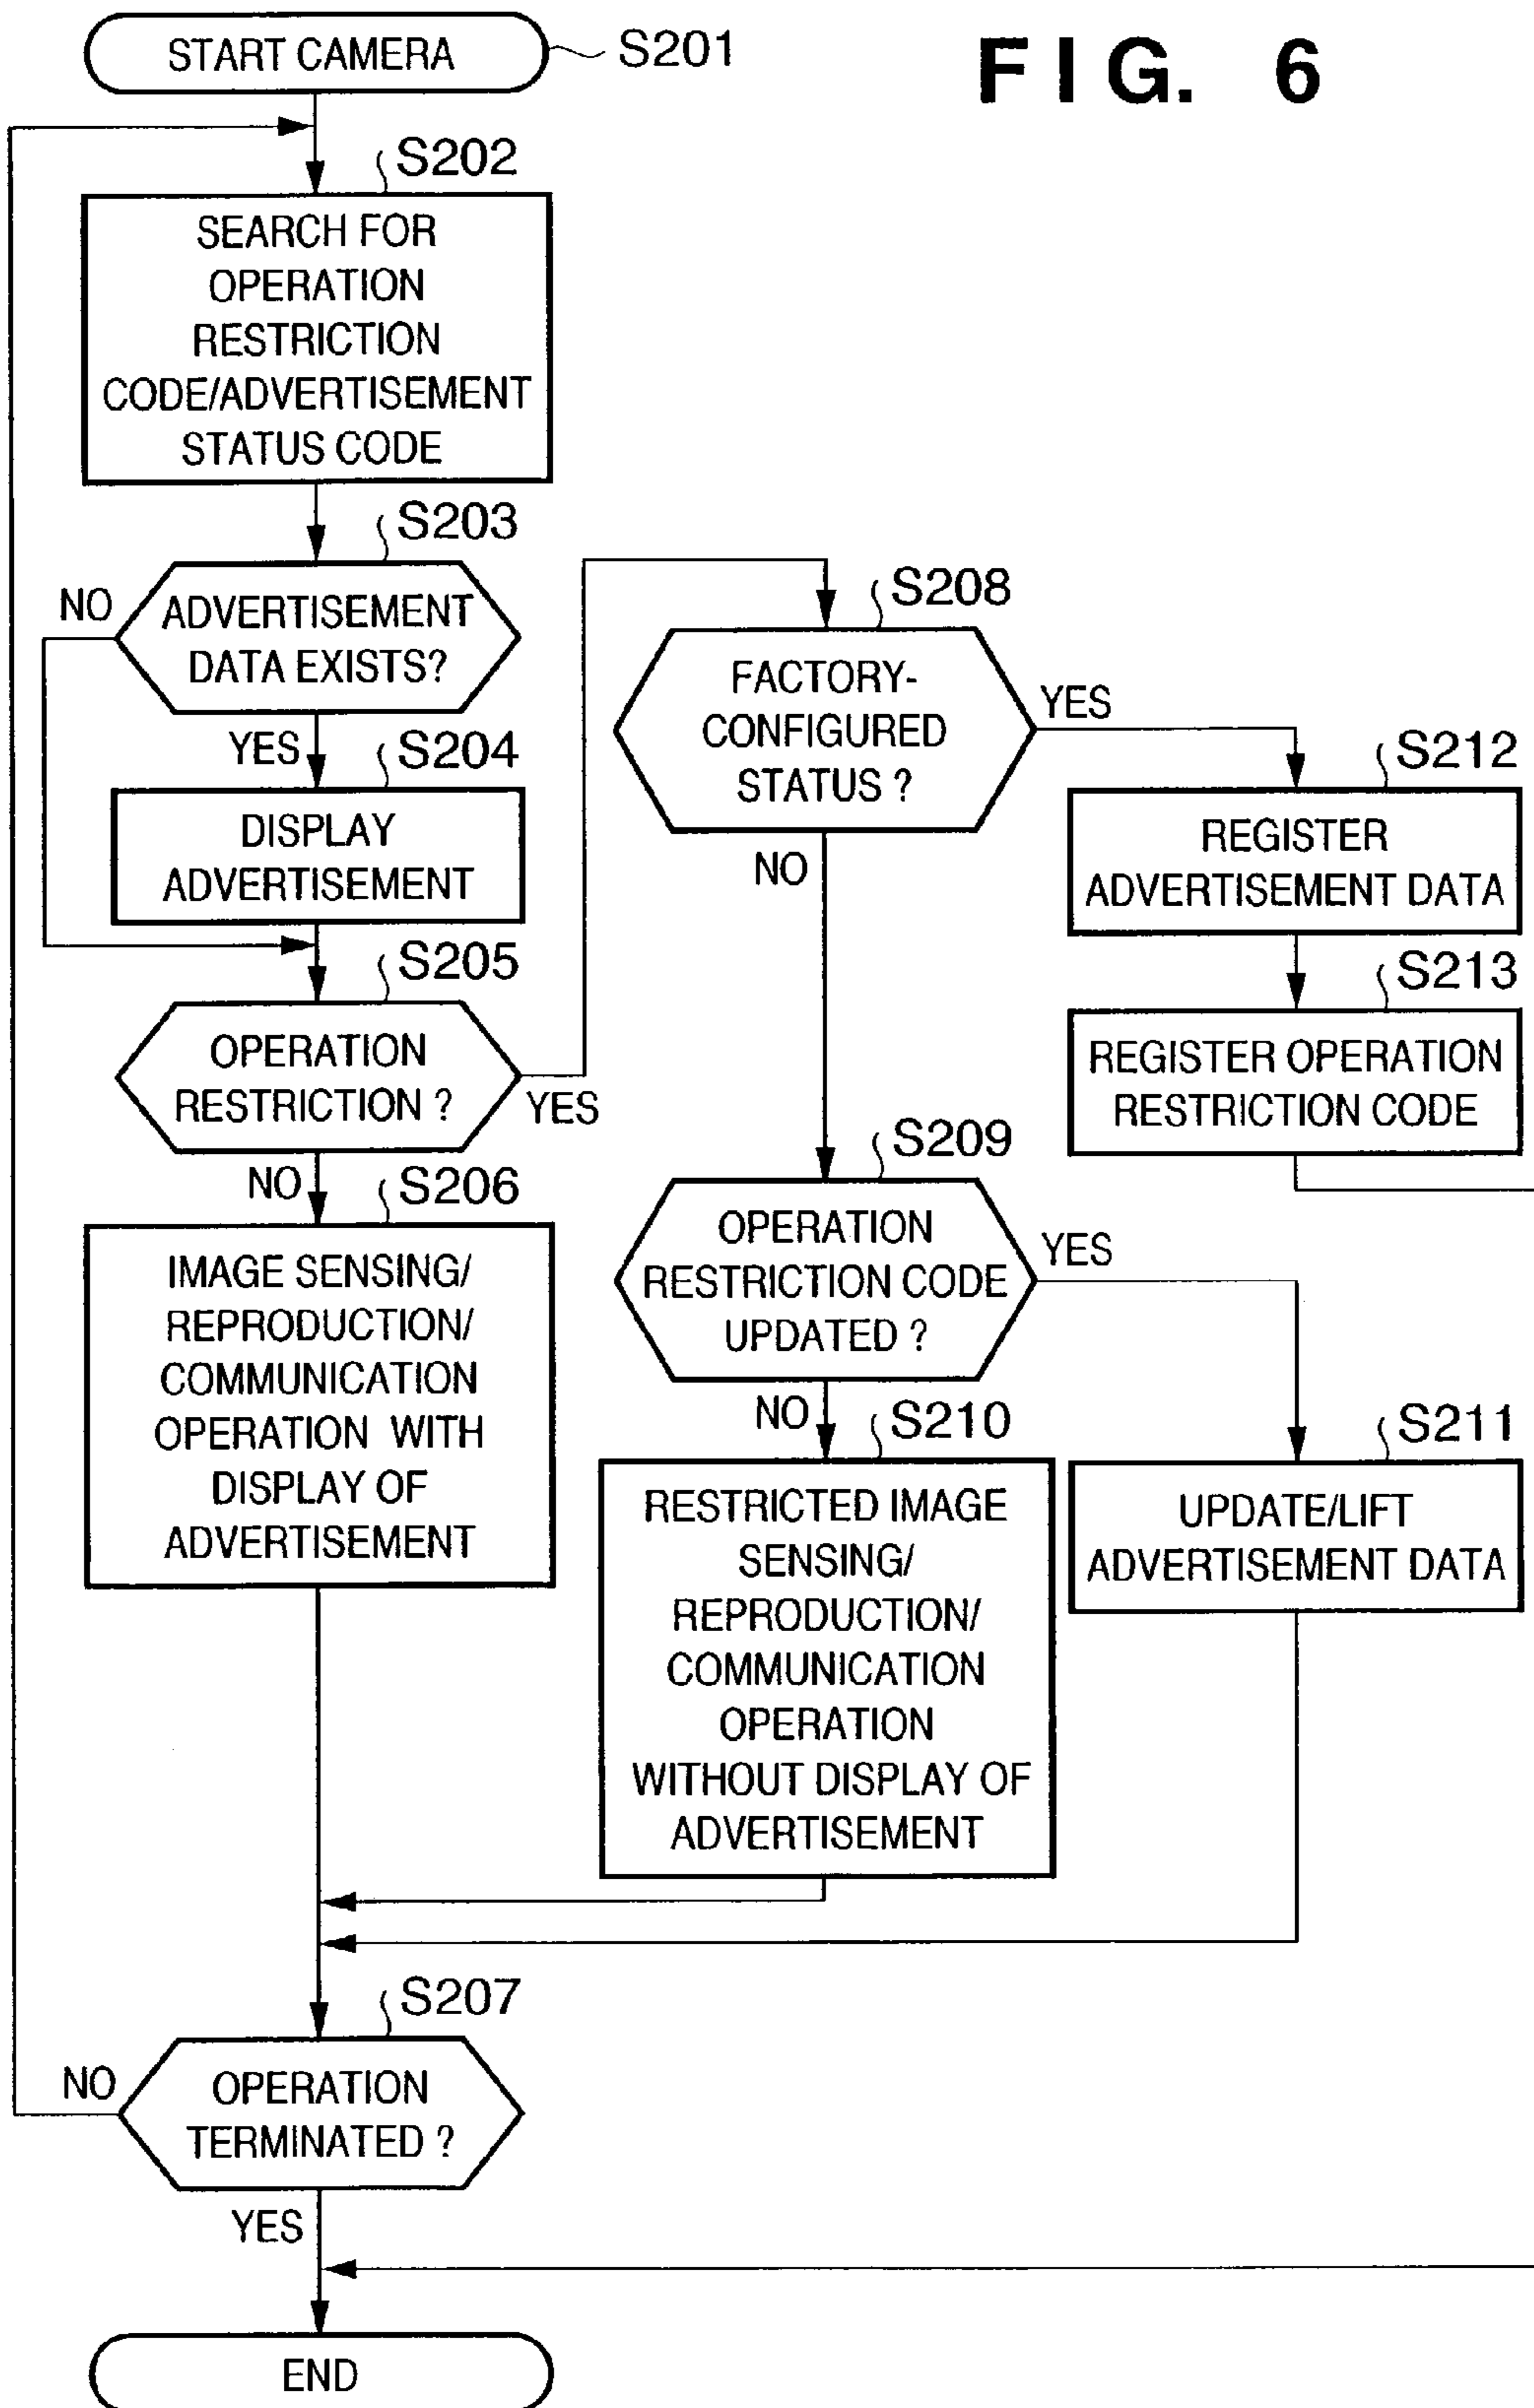 FIG. 6
START CAMERA
S201
S202
SEARCH FOR
OPERATION
RESTRICTION
CODE/ADVERTISEMENT
STATUS CODE
S203
NO
ADVERTISEMENT
DATA EXISTS?
YES
S204
DISPLAY
ADVERTISEMENT
S205
OPERATION
RESTRICTION ?
YES
NO
S206
IMAGE SENSING/
REPRODUCTION/
COMMUNICATION
OPERATION WITH
DISPLAY OF
ADVERTISEMENT
S207
NO
OPERATION
TERMINATED ?
YES
END
S208
FACTORY-
CONFIGURED
STATUS ?
YES
NO
S209
OPERATION
RESTRICTION CODE
UPDATED ?
YES
NO
S210
RESTRICTED IMAGE
SENSING/
REPRODUCTION/
COMMUNICATION
OPERATION
WITHOUT DISPLAY OF
ADVERTISEMENT
S212
REGISTER
ADVERTISEMENT DATA
S213
REGISTER OPERATION
RESTRICTION CODE
S211
UPDATE/LIFT
ADVERTISEMENT DATA